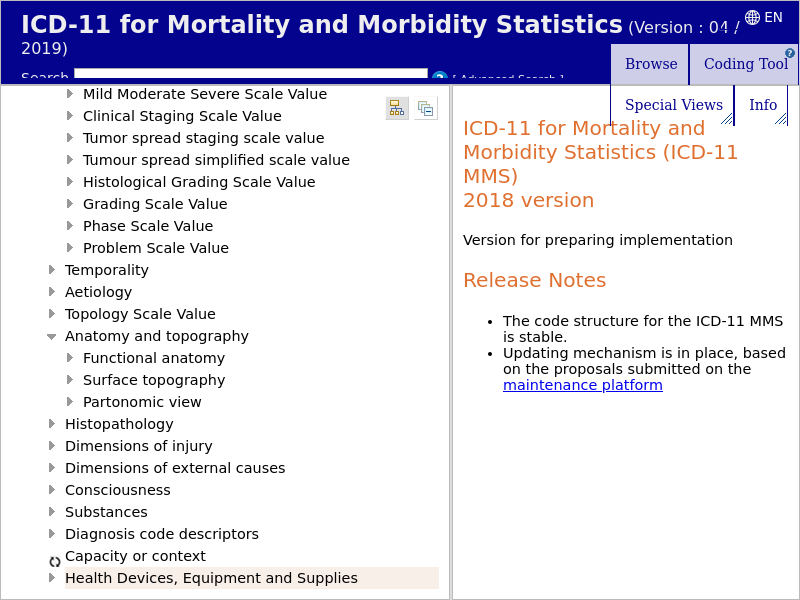 ICD-11 for Mortality and Morbidity Statistics (Version : 04 /
2019)
EN
Search
[ Advanced Search ]
Browse
Coding Tool
Special Views
Info
Mild Moderate Severe Scale Value
Clinical Staging Scale Value
Tumor spread staging scale value
Tumour spread simplified scale value
Histological Grading Scale Value
Grading Scale Value
Phase Scale Value
Problem Scale Value
Temporality
Aetiology
Topology Scale Value
Anatomy and topography
Functional anatomy
Surface topography
Partonomic view
Histopathology
Dimensions of injury
Dimensions of external causes
Consciousness
Substances
Diagnosis code descriptors
Capacity or context
Health Devices, Equipment and Supplies
ICD-11 for Mortality and
Morbidity Statistics (ICD-11
MMS)
2018 version
Version for preparing implementation
Release Notes
• The code structure for the ICD-11 MMS
is stable.
• Updating mechanism is in place, based
on the proposals submitted on the
maintenance platform